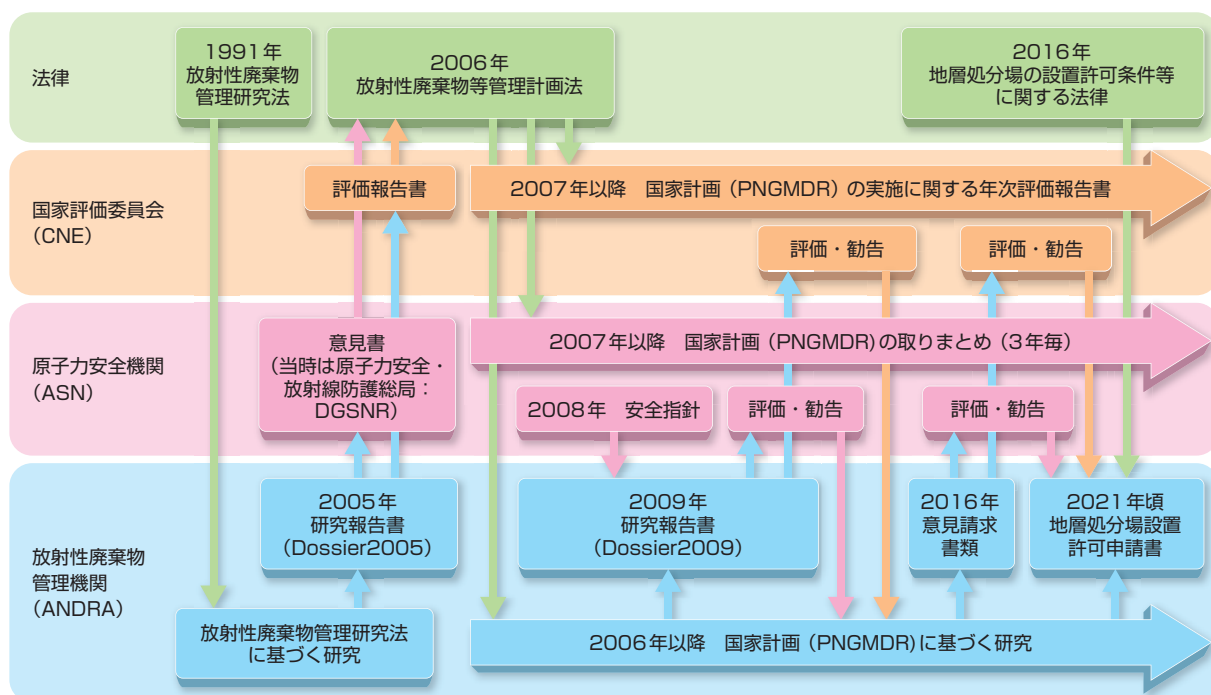 法律
1991年
放射性廃棄物
管理研究法
2006年
放射性廃棄物等管理計画法
2016年
地層処分場の設置許可条件等
に関する法律
国家評価委員会
(CNE)
評価報告書
2007年以降 国家計画(PNGMDR)の実施に関する年次評価報告書
評価・勧告
評価・勧告
原子力安全機関
(ASN)
意見書
(当時は原子力安全・
放射線防護総局:
DGSNR)
2007年以降 国家計画(PNGMDR)の取りまとめ(3年毎)
2008年 安全指針
評価・勧告
評価・勧告
放射性廃棄物
管理機関
(ANDRA)
2005年
研究報告書
(Dossier2005)
2009年
研究報告書
(Dossier2009)
2016年
意見請求
書類
2021年頃
地層処分場設置
許可申請書
放射性廃棄物管理研究法
に基づく研究
2006年以降 国家計画(PNGMDR)に基づく研究